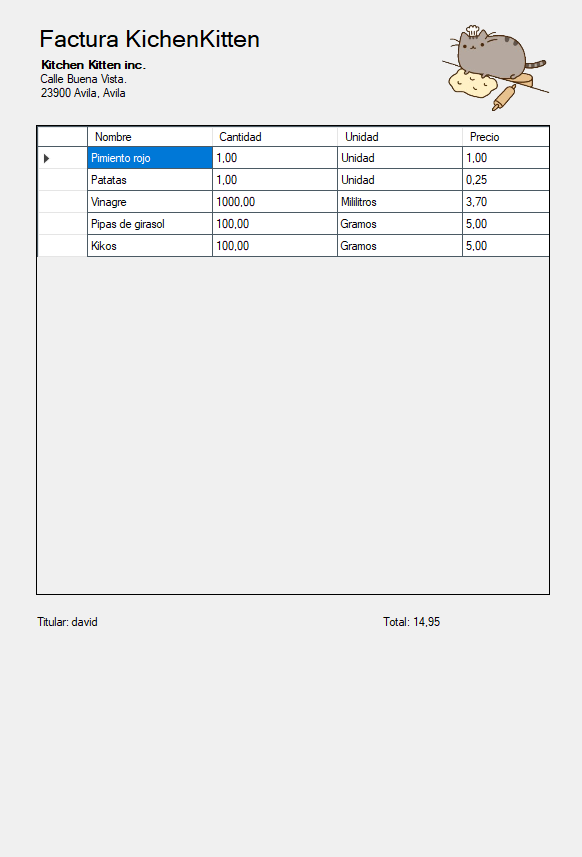 Factura KichenKitten
Kitchen Kitten inc.
Calle Buena Vista.
23900 Avila, Avila
Nombre Cantidad Unidad Precio
Pimiento rojo 1,00 Unidad 1,00
Patatas 1,00 Unidad 0,25
Vinagre 1000,00 Mililitros 3,70
Pipas de girasol 100,00 Gramos 5,00
Kikos 100,00 Gramos 5,00
Titular: david Total: 14,95